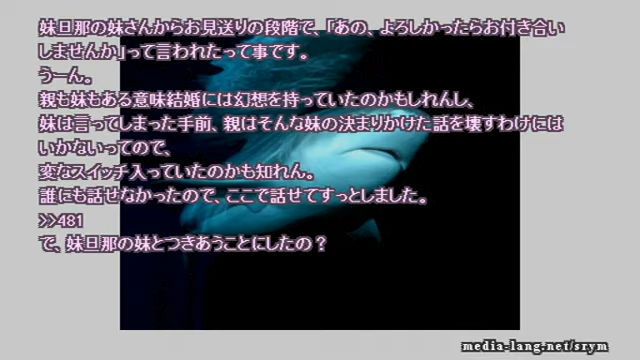 妹旦那の妹さんからお見送りの段階で、「あの、よろしかったらお付き合い
しませんか」って言われたって事です。
うーん。
親も妹もある意味結婚には幻想を持っていたのかもしれんし、
妹は言ってしまった手前、親はそんな妹の決まりかけた話を壊すわけには
いかないってので、
変なスイッチ入っていたのかも知れん。
誰にも話せなかったので、ここで話せてすっとしました。
>>481
で、妹旦那の妹とつきあうことにしたの？
media-lang-net/srym